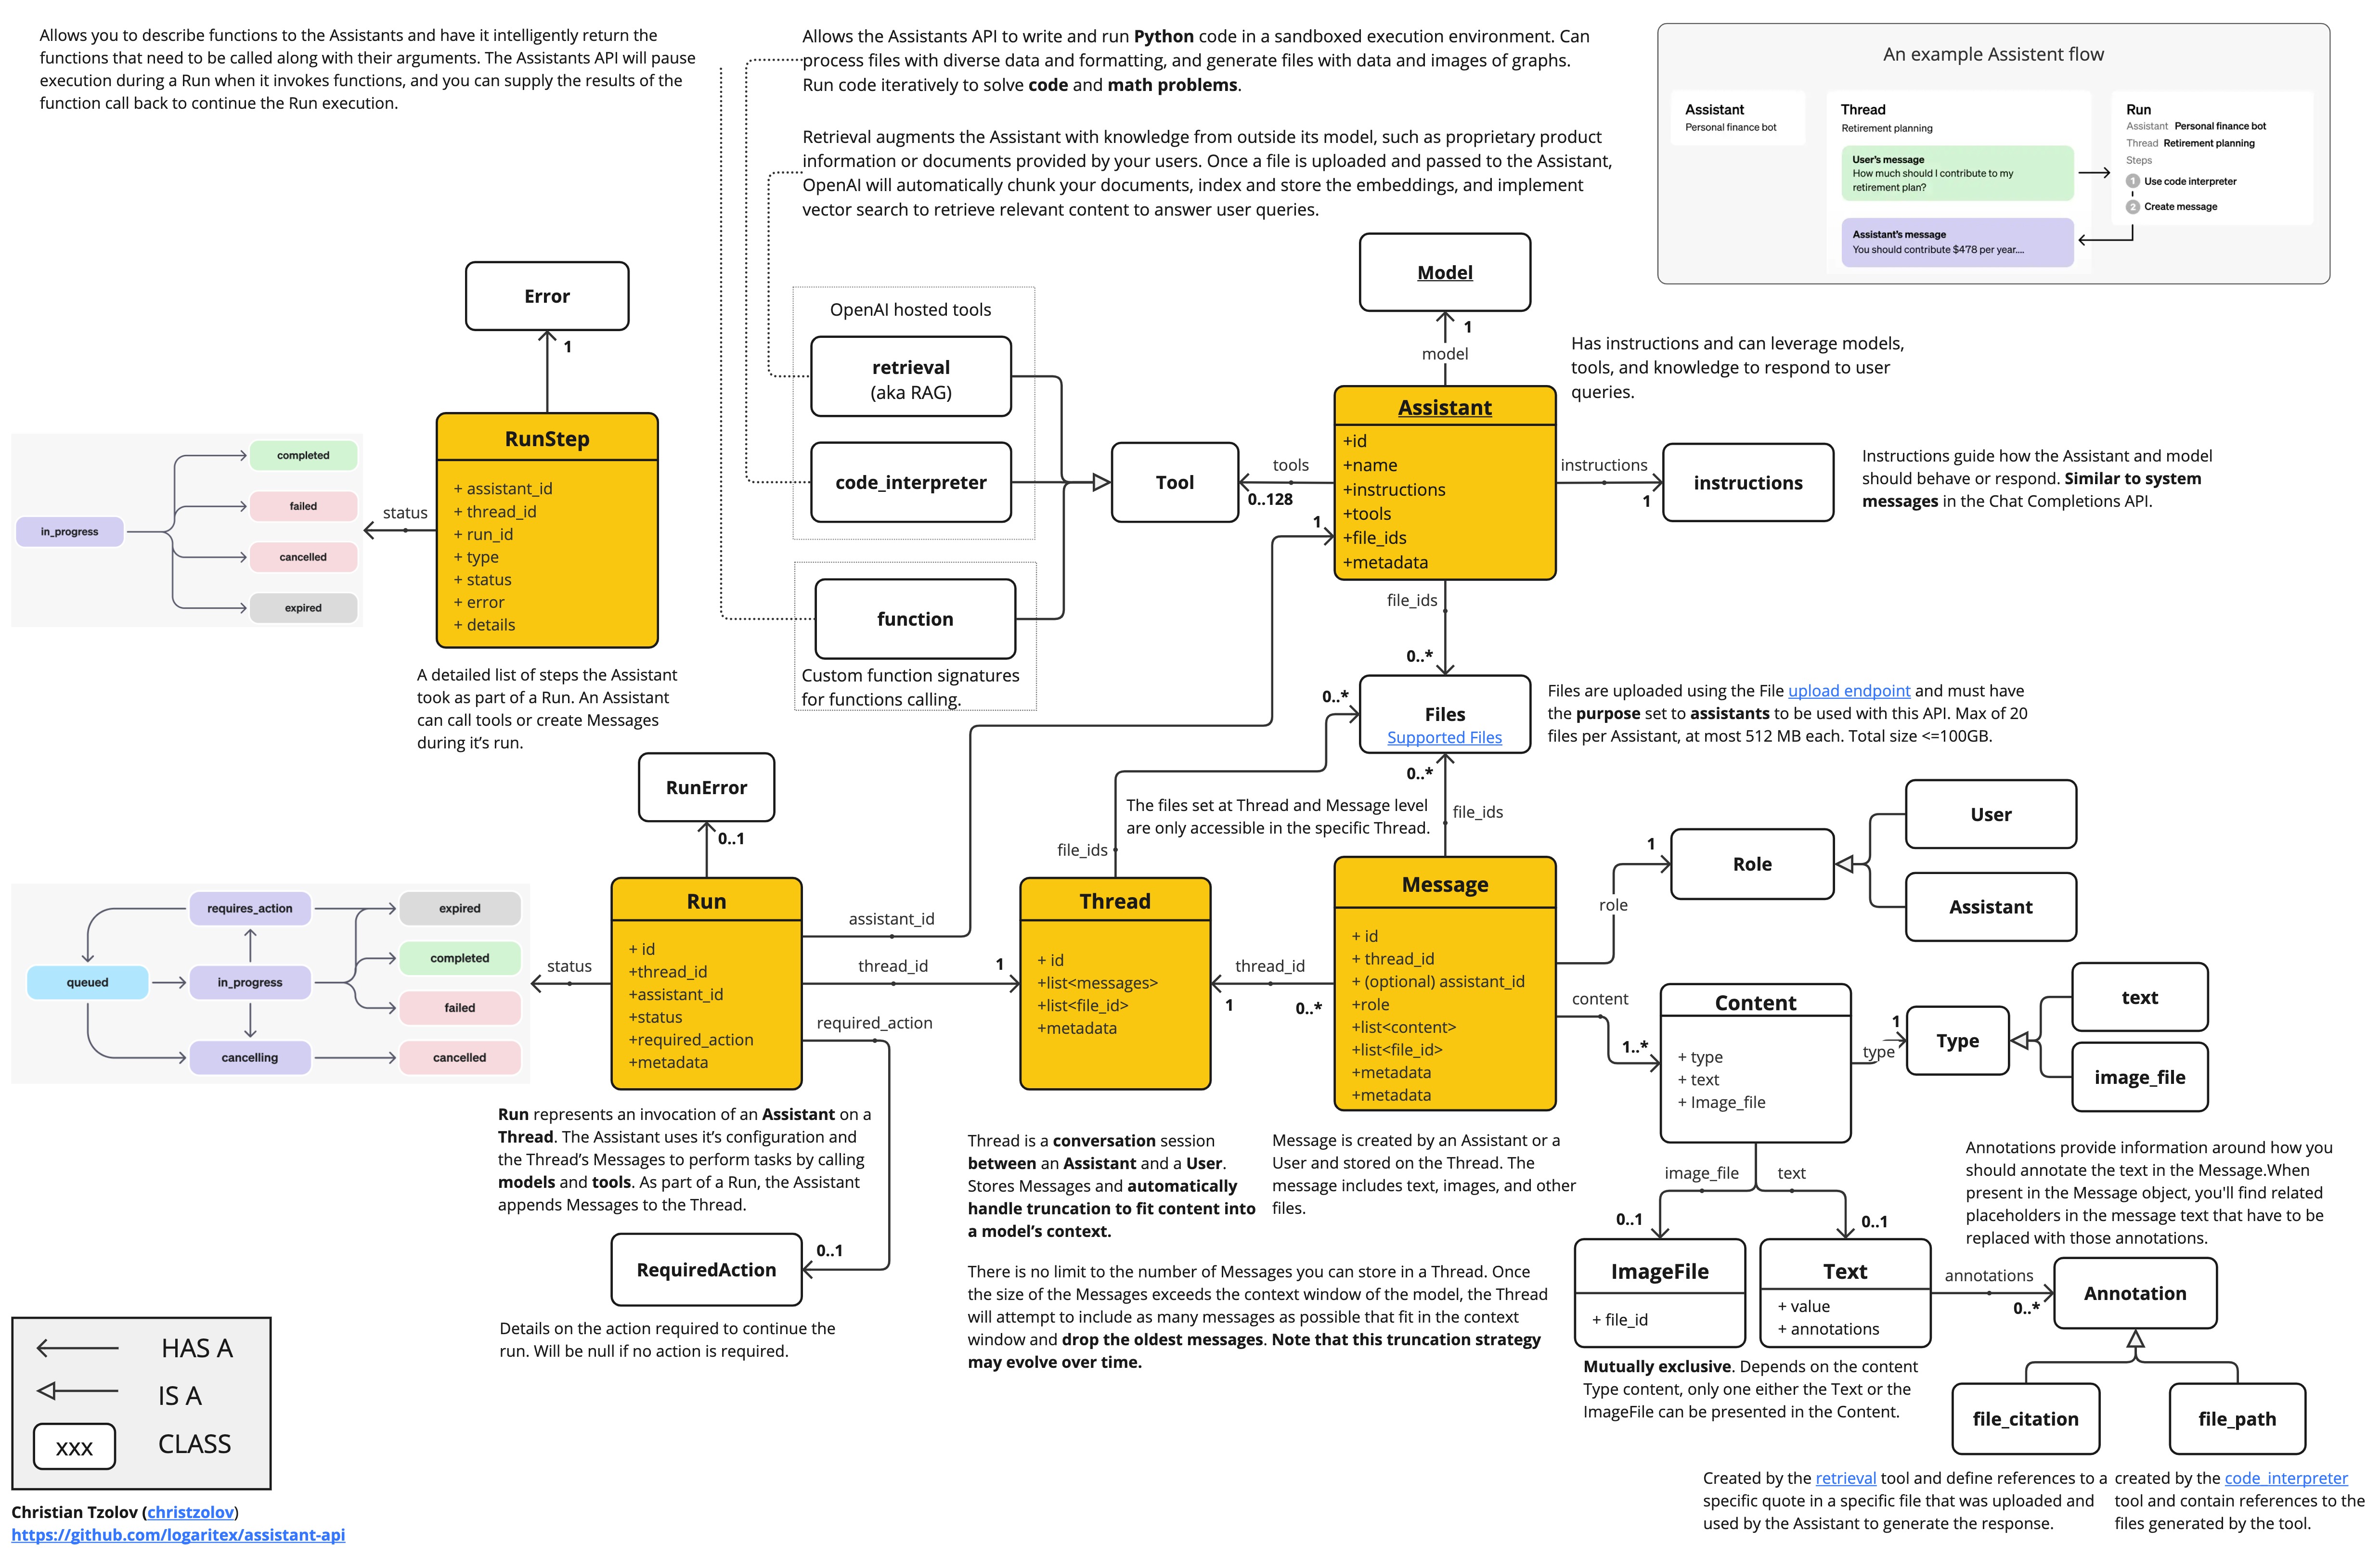 Allows you to describe functions to the Assistants and have it intelligently return the
functions that need to be called along with their arguments. The Assistants API will pause
execution during a Run when it invokes functions, and you can supply the results of the
function call back to continue the Run execution.
Allows the Assistants API to write and run Python code in a sandboxed execution environment. Can
process files with diverse data and formatting, and generate files with data and images of graphs.
Run code iteratively to solve code and math problems.
Retrieval augments the Assistant with knowledge from outside its model, such as proprietary product
information or documents provided by your users. Once a file is uploaded and passed to the Assistant,
OpenAI will automatically chunk your documents, index and store the embeddings, and implement
vector search to retrieve relevant content to answer user queries.
An example Assistent flow
Assistant
Personal finance bot
Thread
Retirement planning
User's message
How much should I contribute to my
retirement plan?
Assistant's message
You should contribute $478 per year....
Run
Assistant Personal finance bot
Thread Retirement planning
Steps
1 Use code interpreter
2 Create message
Error
1
RunStep
+ assistant_id
+ thread_id
+ run_id
+ type
+ status
+ error
+ details
status
in_progress
completed
failed
cancelled
expired
A detailed list of steps the Assistant
took as part of a Run. An Assistant
can call tools or create Messages
during it's run.
OpenAI hosted tools
retrieval
(aka RAG)
code_interpreter
function
Custom function signatures
for functions calling.
Tool
tools
0..128
Model
1
model
Assistant
+id
+name
+instructions
+tools
+file_ids
+metadata
1
Has instructions and can leverage models,
tools, and knowledge to respond to user
queries.
instructions
1
instructions
Instructions guide how the Assistant and model
should behave or respond. Similar to system
messages in the Chat Completions API.
file_ids
0..*
0..*
Files
Supported Files
0..*
Files are uploaded using the File upload endpoint and must have
the purpose set to assistants to be used with this API. Max of 20
files per Assistant, at most 512 MB each. Total size <=100GB.
The files set at Thread and Message level
are only accessible in the specific Thread.
file_ids
file_ids
RunError
0..1
Run
+ id
+thread_id
+assistant_id
+status
+required_action
+metadata
status
requires_action
queued
in_progress
cancelling
expired
completed
failed
cancelled
assistant_id
thread_id
1
required_action
Thread
+ id
+list<messages>
+list<file_id>
+metadata
thread_id
1
0..*
Message
+ id
+ thread_id
+ (optional) assistant_id
+role
+list<content>
+list<file_id>
+metadata
+metadata
role
1
Role
User
Assistant
content
1..*
Content
+ type
+ text
+ Image_file
type
1
Type
text
image_file
Run represents an invocation of an Assistant on a
Thread. The Assistant uses it's configuration and
the Thread's Messages to perform tasks by calling
models and tools. As part of a Run, the Assistant
appends Messages to the Thread.
RequiredAction
0..1
Details on the action required to continue the
run. Will be null if no action is required.
Thread is a conversation session
between an Assistant and a User.
Stores Messages and automatically
handle truncation to fit content into
a model's context.
Message is created by an Assistant or a
User and stored on the Thread. The
message includes text, images, and other
files.
There is no limit to the number of Messages you can store in a Thread. Once
the size of the Messages exceeds the context window of the model, the Thread
will attempt to include as many messages as possible that fit in the context
window and drop the oldest messages. Note that this truncation strategy
may evolve over time.
image_file
text
0..1
0..1
ImageFile
+ file_id
Text
+ value
+ annotations
Mutually exclusive. Depends on the content
Type content, only one either the Text or the
ImageFile can be presented in the Content.
Annotations provide information around how you
should annotate the text in the Message.When
present in the Message object, you'll find related
placeholders in the message text that have to be
replaced with those annotations.
annotations
0..*
Annotation
file_citation
file_path
Created by the retrieval tool and define references to a
specific quote in a specific file that was uploaded and
used by the Assistant to generate the response.
created by the code_interpreter
tool and contain references to the
files generated by the tool.
HAS A
IS A
xxx
CLASS
Christian Tzolov (christzolov)
https://github.com/logaritex/assistant-api